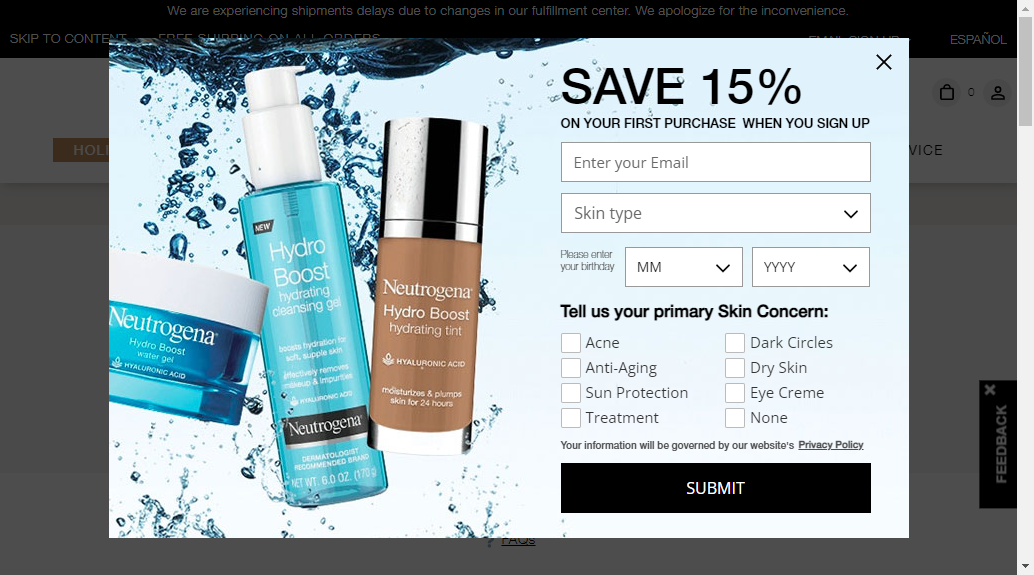 We are experiencing shipments delays due to changes in our fulfillment center. We apologize for the inconvenience.
SKIP TO CONTENT FREE SHIPPING ON ALL ORDERS EMAIL SIGN UP ESPAÑOL
0
SAVE 15%
ON YOUR FIRST PURCHASE WHEN YOU SIGN UP
Enter your Email
Skin type
Please enter
your birthday
MM
YYYY
Tell us your primary Skin Concern:
Acne
Dark Circles
Anti-Aging
Dry Skin
Sun Protection
Eye Creme
Treatment
None
Your information will be governed by our website's Privacy Policy
SUBMIT
NEW
Hydro
Boost
hydrating
cleansing gel
boosts hydration for
soft, supple skin
effectively removes
makeup & impurities
HYALURONIC ACID
Neutrogena®
DERMATOLOGIST
RECOMMENDED BRAND
NET WT. 6.0 OZ. (170 g)
Neutrogena®
Hydro Boost
hydrating tint
HYALURONIC ACID
moisturizes & plumps
skin for 24 hours
Neutrogena®
Hydro Boost
water gel
HYALURONIC ACID
FEEDBACK
? FAQs